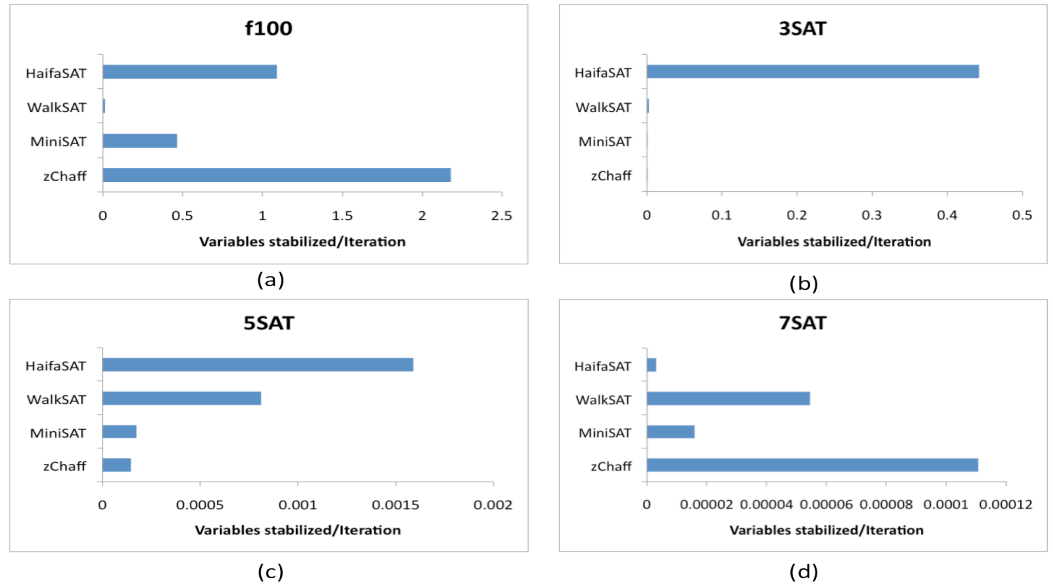 f100
HaifaSAT
WalkSAT
MiniSAT
zChaff
0 0.5 1 1.5 2 2.5
Variables stabilized/Iteration
(a)
3SAT
HaifaSAT
WalkSAT
MiniSAT
zChaff
0 0.1 0.2 0.3 0.4 0.5
Variables stabilized/Iteration
(b)
5SAT
HaifaSAT
WalkSAT
MiniSAT
zChaff
0 0.0005 0.001 0.0015 0.002
Variables stabilized/Iteration
(c)
7SAT
HaifaSAT
WalkSAT
MiniSAT
zChaff
0 0.00002 0.00004 0.00006 0.00008 0.0001 0.00012
Variables stabilized/Iteration
(d)